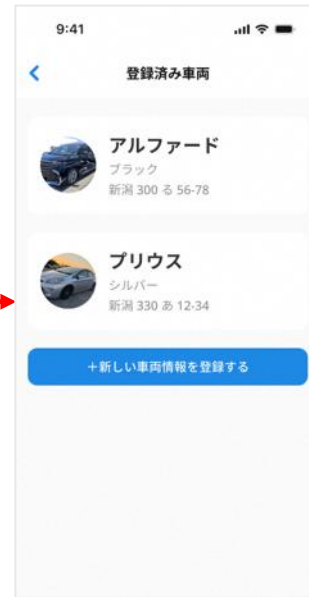 9:41
登録済み車両
アルファード
ブラック
新潟 300 る 56-78
プリウス
シルバー
新潟 330 あ 12-34
+新しい車両情報を登録する